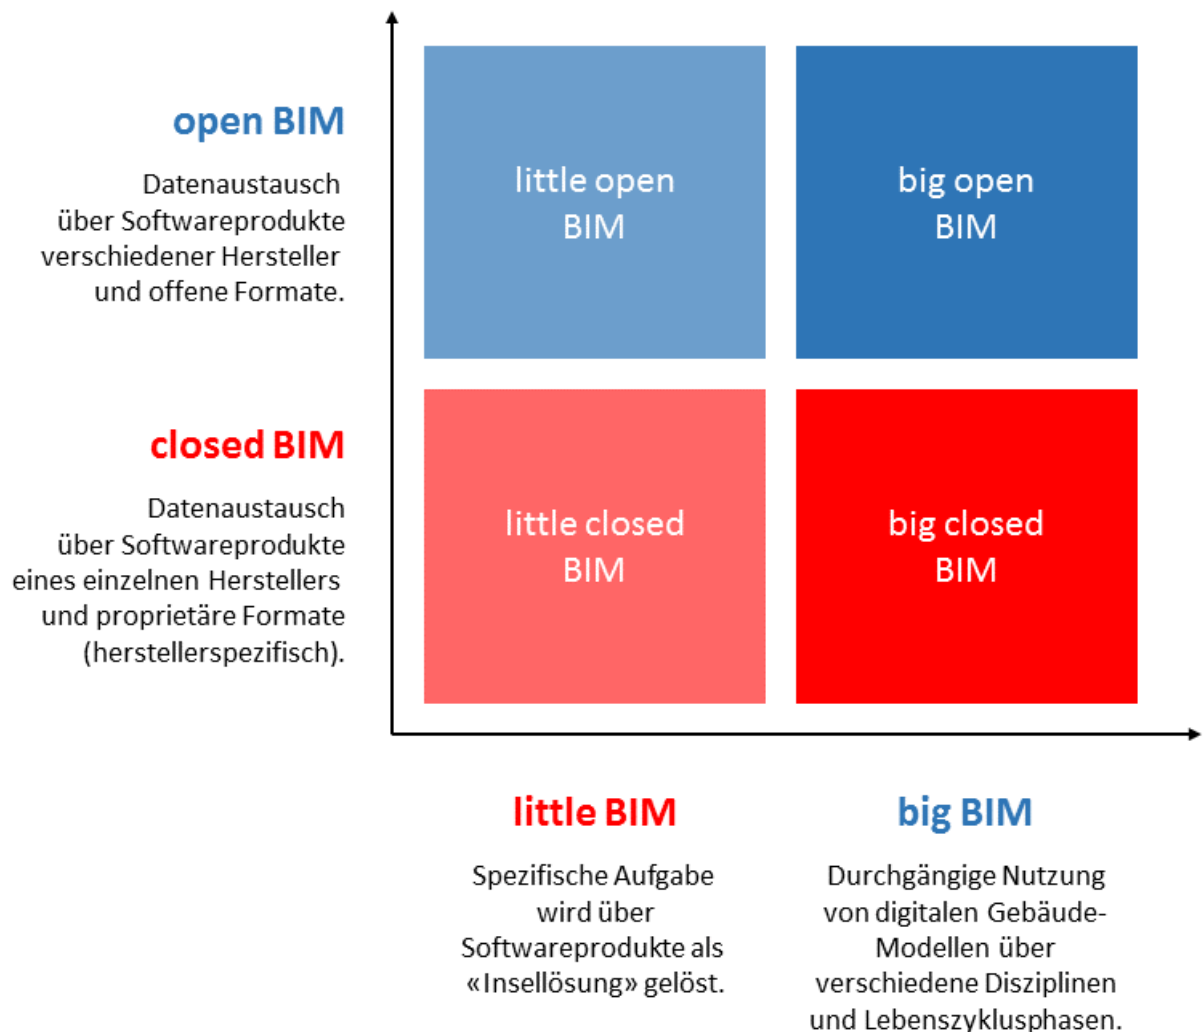 open BIM
Datenaustausch
über Softwareprodukte
verschiedener Hersteller
und offene Formate.
little open
BIM
big open
BIM
closed BIM
Datenaustausch
über Softwareprodukte
eines einzelnen Herstellers
und proprietäre Formate
(herstellerspezifisch).
little closed
BIM
big closed
BIM
little BIM
Spezifische Aufgabe
wird über
Softwareprodukte als
«Insellösung» gelöst.
big BIM
Durchgängige Nutzung
von digitalen Gebäude-
Modellen über
verschiedene Disziplinen
und Lebenszyklusphasen.